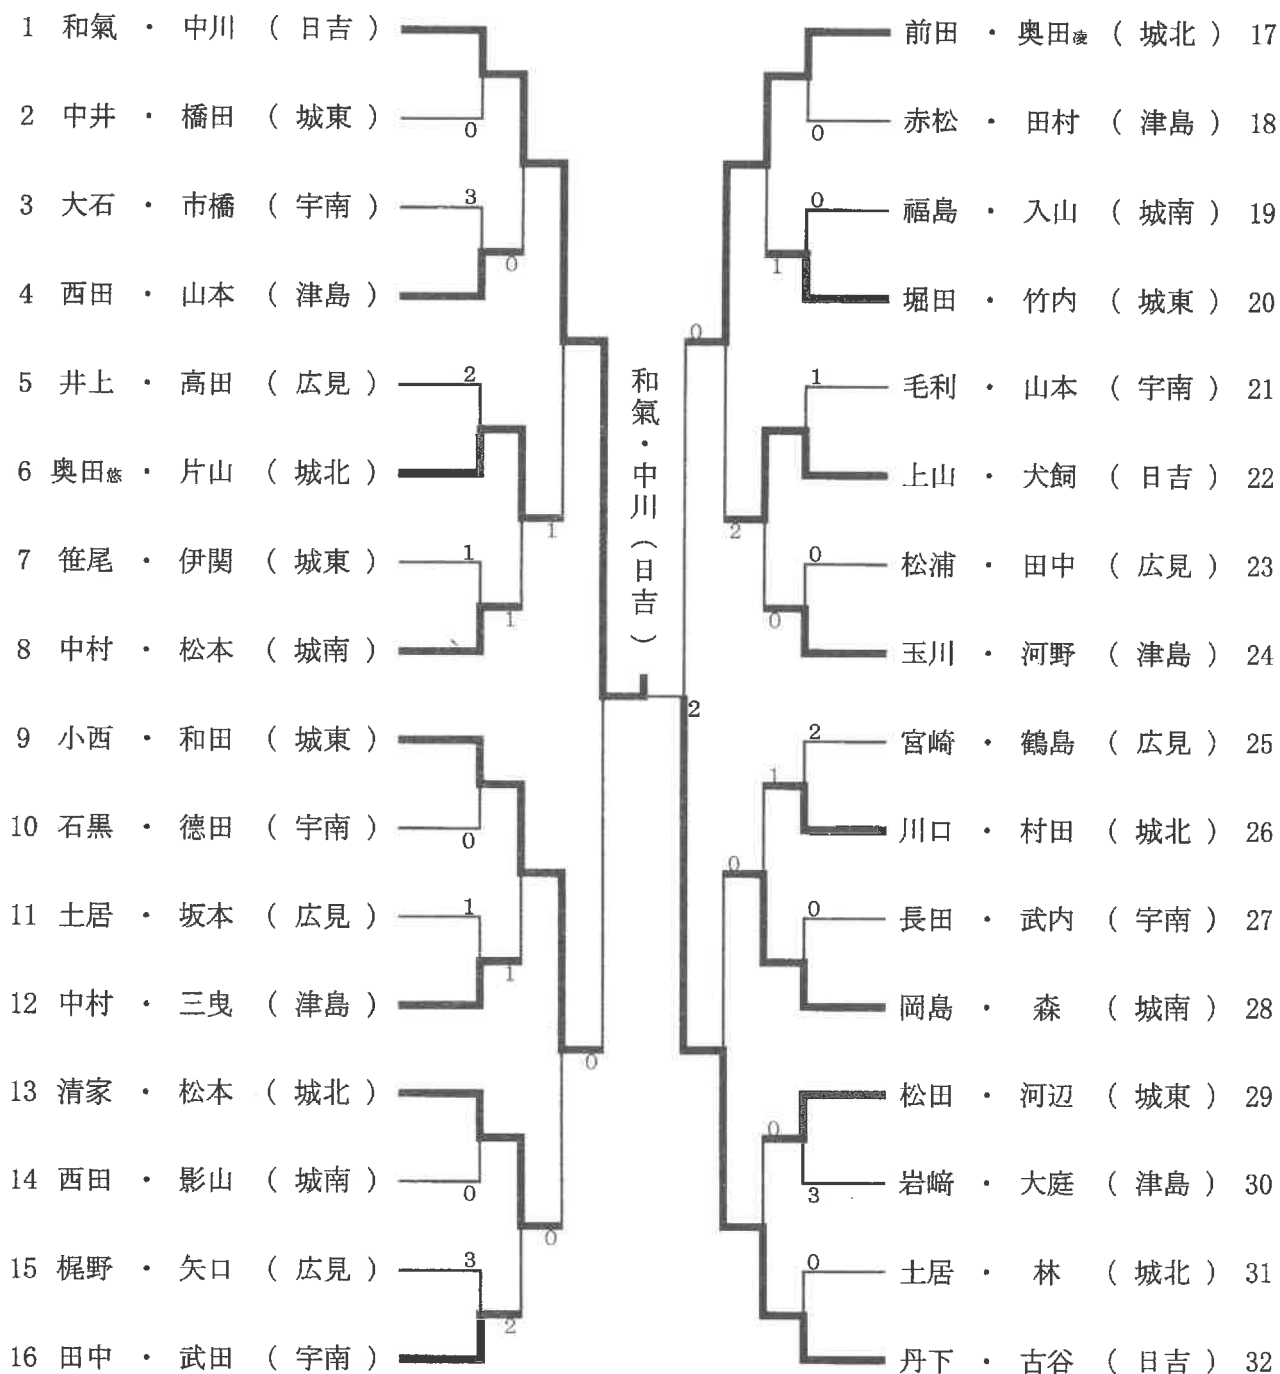 1 和氣 ・ 中川 ( 日吉 )
2 中井 ・ 橋田 ( 城東 )
0
3 大石 ・ 市橋 ( 宇南 )
3
0
4 西田 ・ 山本 ( 津島 )
5 井上 ・ 高田 ( 広見 )
2
6 奥田悠 ・ 片山 ( 城北 )
1
7 笹尾 ・ 伊関 ( 城東 )
1
1
8 中村 ・ 松本 ( 城南 )
9 小西 ・ 和田 ( 城東 )
10 石黒 ・ 徳田 ( 宇南 )
0
11 土居 ・ 坂本 ( 広見 )
1
1
12 中村 ・ 三曳 ( 津島 )
0
13 清家 ・ 松本 ( 城北 )
14 西田 ・ 影山 ( 城南 )
0
0
15 梶野 ・ 矢口 ( 広見 )
3
2
16 田中 ・ 武田 ( 宇南 )
和氣・中川(日吉)
2
前田 ・ 奥田凌 ( 城北 ) 17
赤松 ・ 田村 ( 津島 ) 18
0
福島 ・ 入山 ( 城南 ) 19
0
1
堀田 ・ 竹内 ( 城東 ) 20
0
毛利 ・ 山本 ( 宇南 ) 21
1
上山 ・ 犬飼 ( 日吉 ) 22
2
松浦 ・ 田中 ( 広見 ) 23
0
0
玉川 ・ 河野 ( 津島 ) 24
宮崎 ・ 鶴島 ( 広見 ) 25
2
1
川口 ・ 村田 ( 城北 ) 26
0
長田 ・ 武内 ( 宇南 ) 27
0
岡島 ・ 森 ( 城南 ) 28
松田 ・ 河辺 ( 城東 ) 29
0
岩﨑 ・ 大庭 ( 津島 ) 30
3
土居 ・ 林 ( 城北 ) 31
0
丹下 ・ 古谷 ( 日吉 ) 32